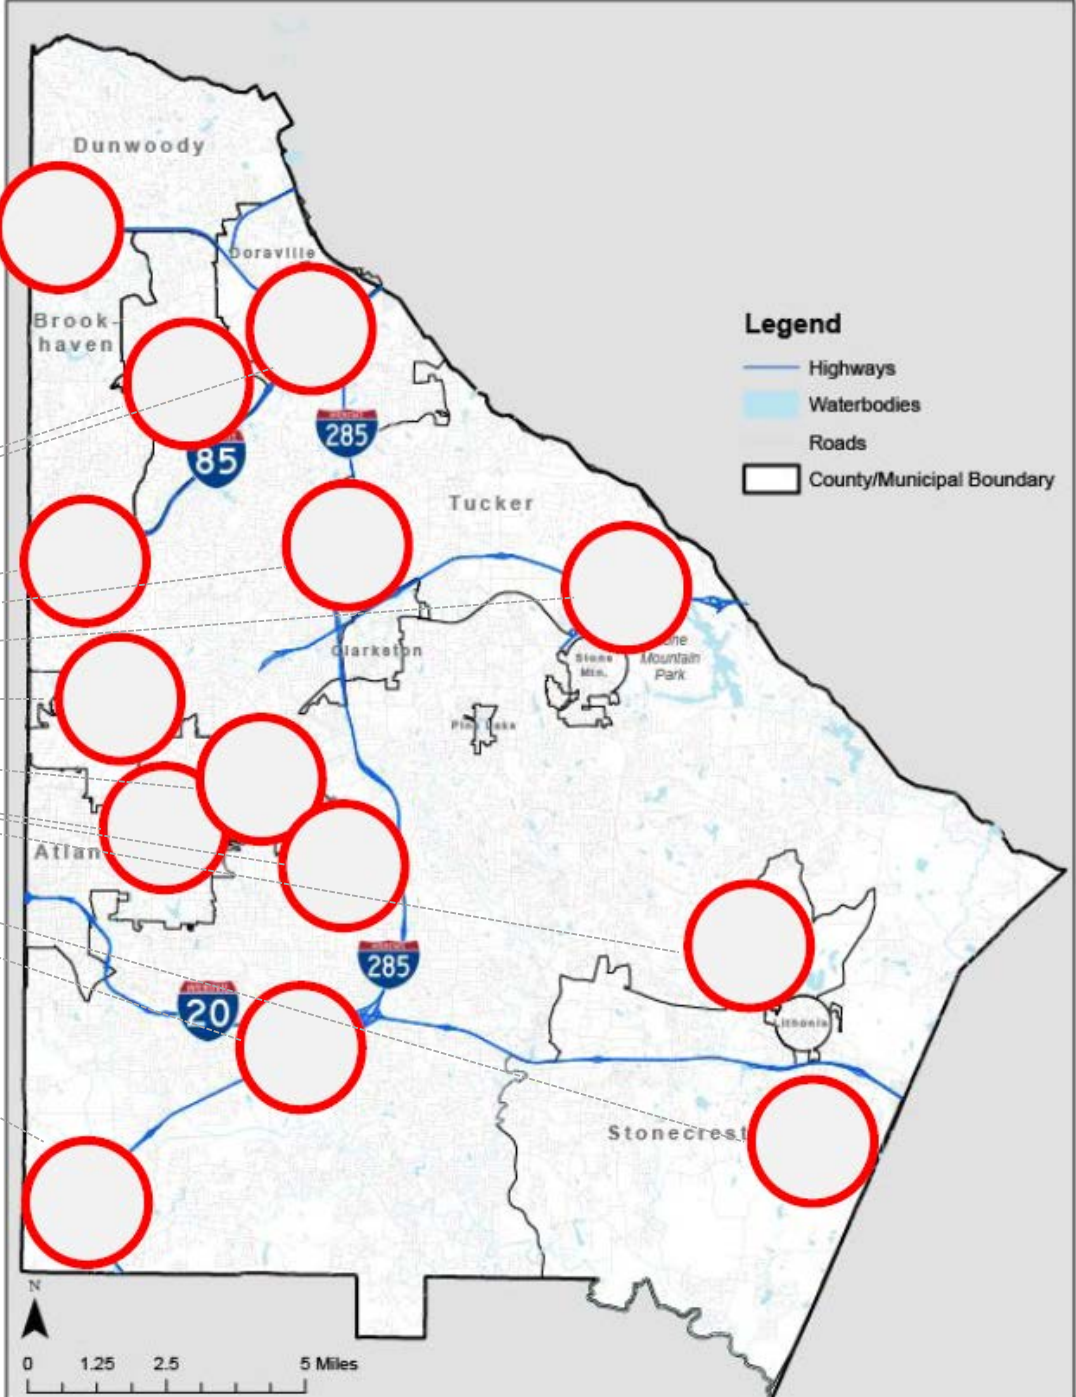 Dunwoody
Doraville
Brook-
haven
Legend
Highways
Waterbodies
Roads
County/Municipal Boundary
285
85
Tucker
Clarkston
Stone
Mtn.
Mountain
Park
Pine Lake
Atlan
285
20
Lithonia
Stonecrest
N
0 1.25 2.5 5 Miles